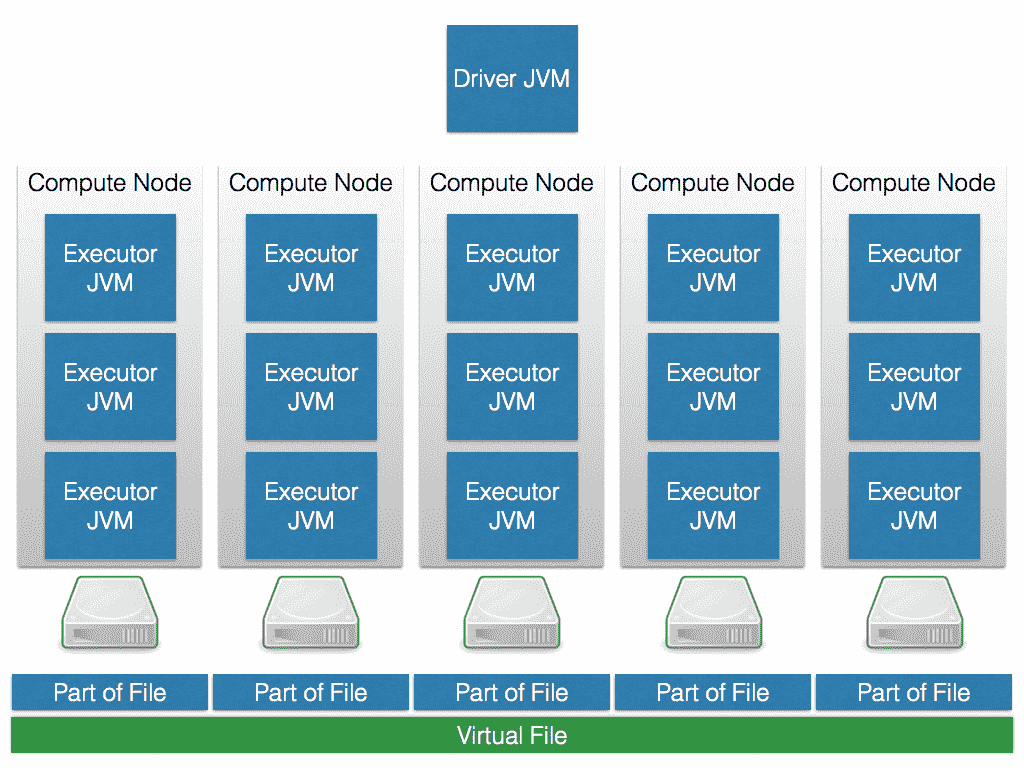 Driver JVM
Compute Node
Compute Node
Compute Node
Compute Node
Compute Node
Executor
JVM
Executor
JVM
Executor
JVM
Executor
JVM
Executor
JVM
Executor
JVM
Executor
JVM
Executor
JVM
Executor
JVM
Executor
JVM
Executor
JVM
Executor
JVM
Executor
JVM
Executor
JVM
Executor
JVM
Part of File
Part of File
Part of File
Part of File
Part of File
Virtual File